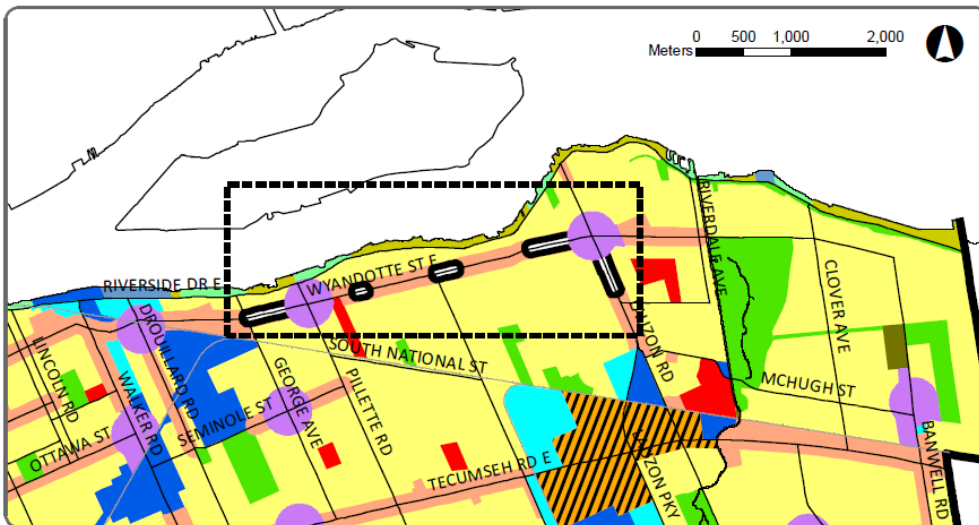 0 500 1,000 2,000
Meters
RIVERSIDE DR E
WYANDOTTE ST E
RIVERDALE AVE
CLOVER AVE
LINCOLN RD
DROUILLARD RD
WALKER RD
OTTAWA ST
SEMINOLE ST
GEORGE AVE
PILLETTE RD
SOUTH NATIONAL ST
LAUZON RD
MCHUGH ST
TECUMSEH RD E
LAUZON PKY
BANWELL RD